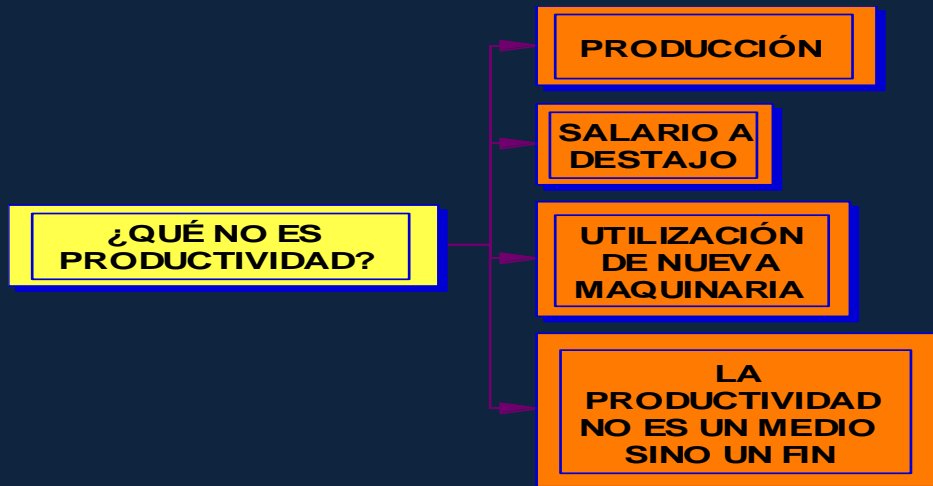 ¿QUÉ NO ES
PRODUCTIVIDAD?
PRODUCCIÓN
SALARIO A
DESTAJO
UTILIZACIÓN
DE NUEVA
MAQUINARIA
LA
PRODUCTIVIDAD
NO ES UN MEDIO
SINO UN FIN